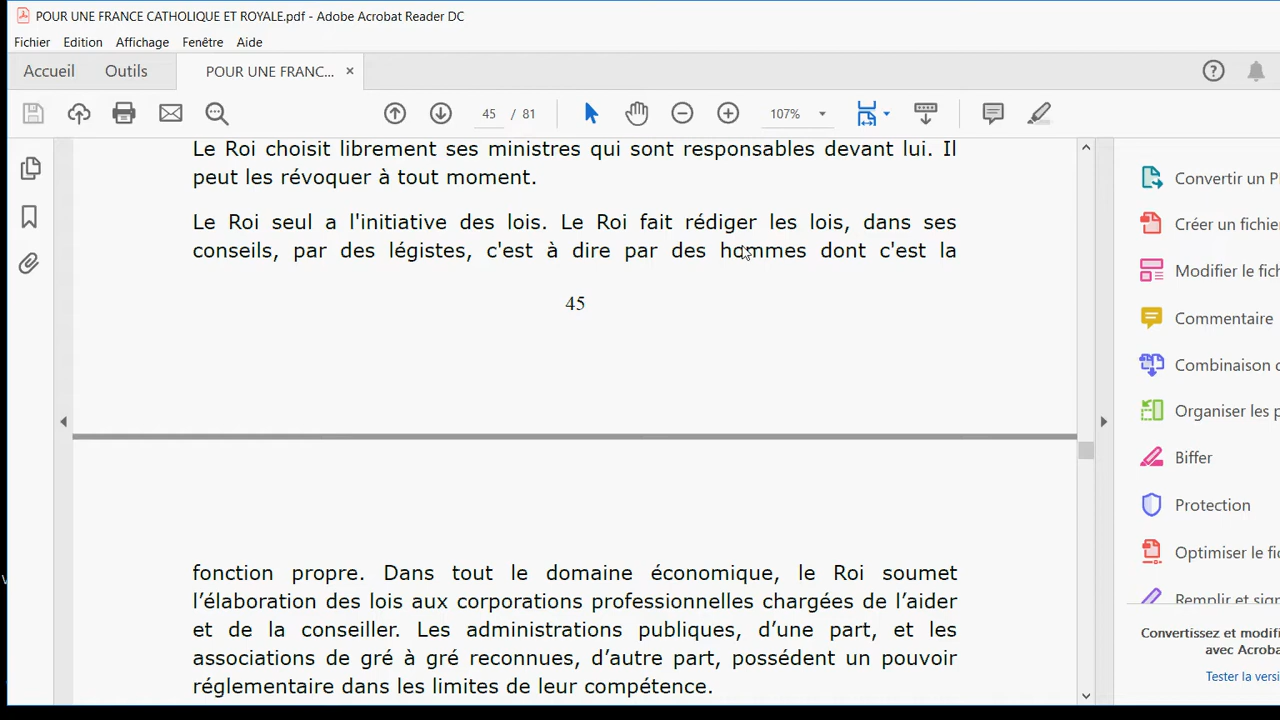 POUR UNE FRANCE CATHOLIQUE ET ROYALE.pdf - Adobe Acrobat Reader DC
Fichier Edition Affichage Fenêtre Aide
Accueil Outils POUR UNE FRANC... ×
45 / 81 107%
Le Roi choisit librement ses ministres qui sont responsables devant lui. Il
peut les révoquer à tout moment.
Le Roi seul a l'initiative des lois. Le Roi fait rédiger les lois, dans ses
conseils, par des légistes, c'est à dire par des hommes dont c'est la
45
fonction propre. Dans tout le domaine économique, le Roi soumet
l’élaboration des lois aux corporations professionnelles chargées de l’aider
et de la conseiller. Les administrations publiques, d’une part, et les
associations de gré à gré reconnues, d’autre part, possédent un pouvoir
réglementaire dans les limites de leur compétence.
Convertir un P
Créer un fichie
Modifier le fich
Commentaire
Combinaison
Organiser les p
Biffer
Protection
Optimiser le fi
Remplir et sig
Convertissez et modifi
avec Acroba
Tester la versi